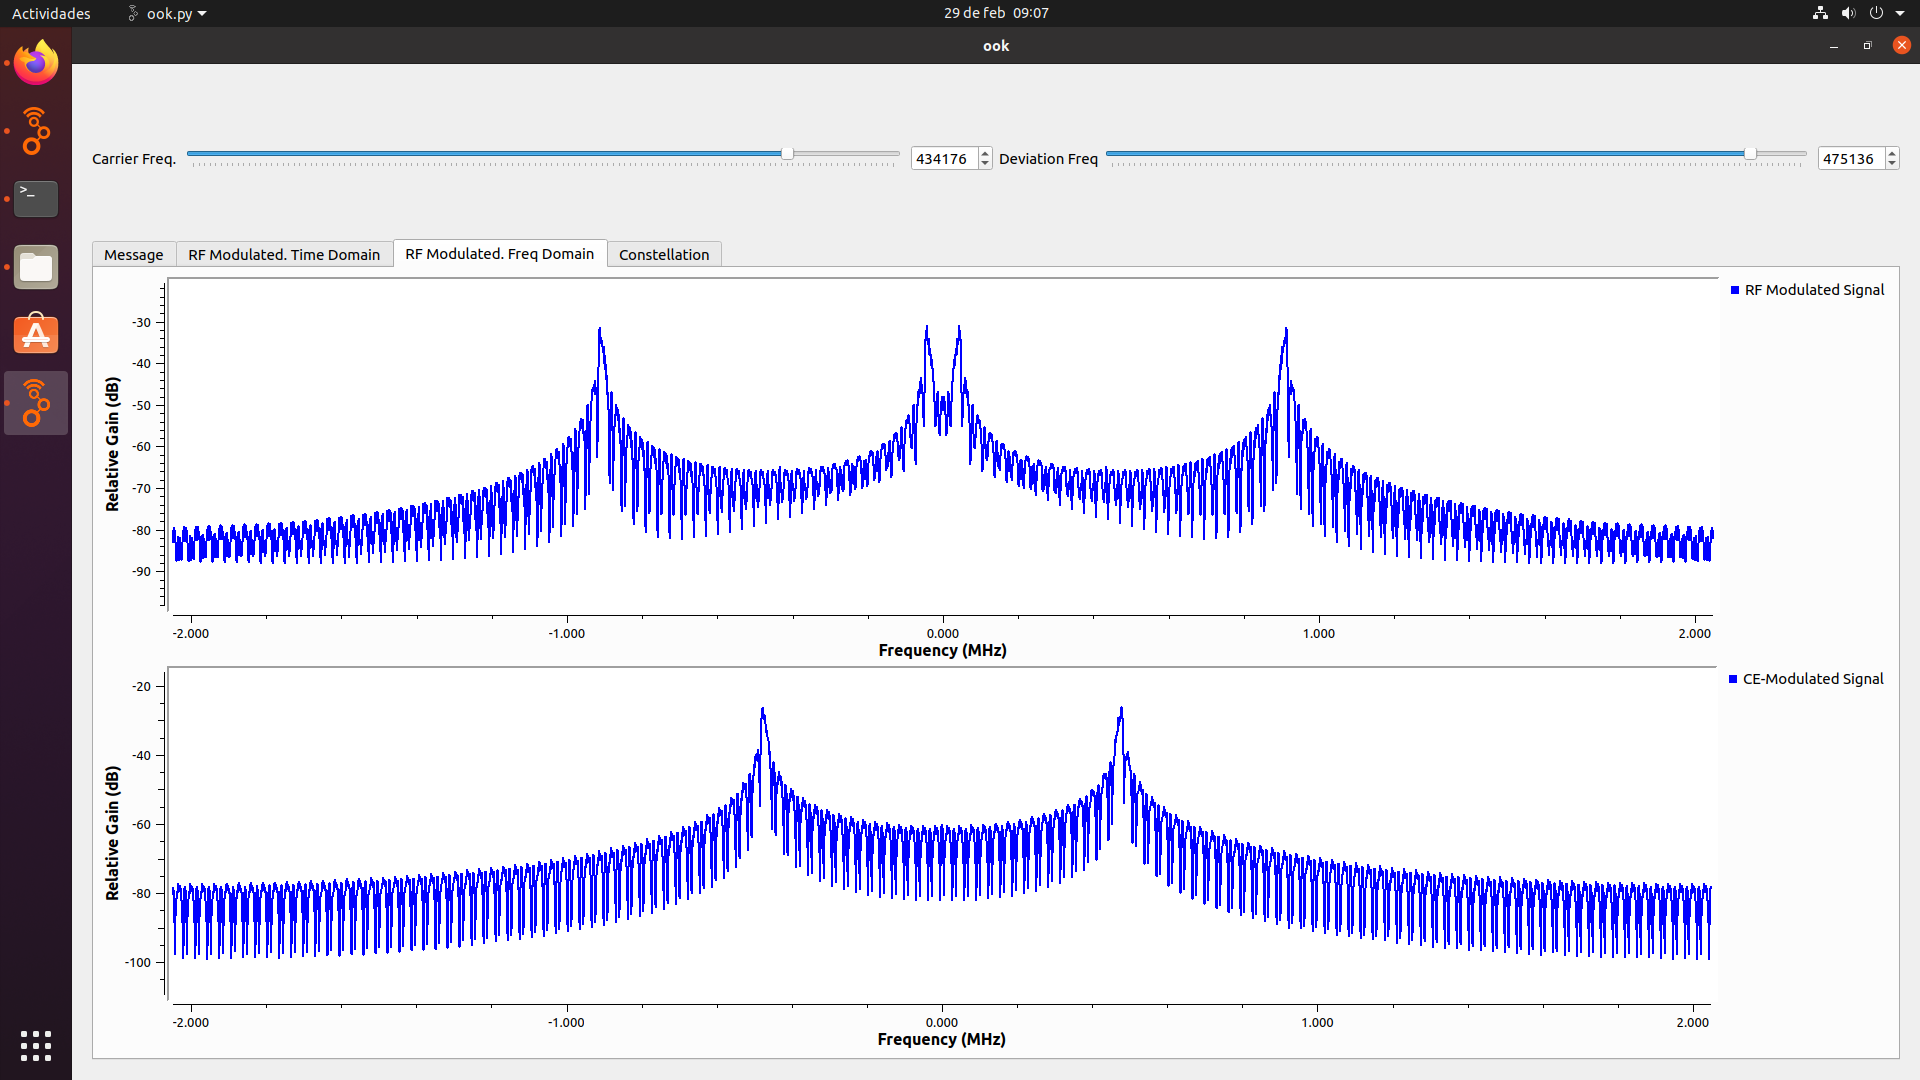 Actividades ook.py 29 de feb 09:07
ook
Carrier Freq. 434176 Deviation Freq 475136
Message RF Modulated. Time Domain RF Modulated. Freq Domain Constellation
RF Modulated Signal
Relative Gain (dB)
-30
-40
-50
-60
-70
-80
-90
-2.000 -1.000 0.000 1.000 2.000
Frequency (MHz)
CE-Modulated Signal
Relative Gain (dB)
-20
-40
-60
-80
-100
-2.000 -1.000 0.000 1.000 2.000
Frequency (MHz)